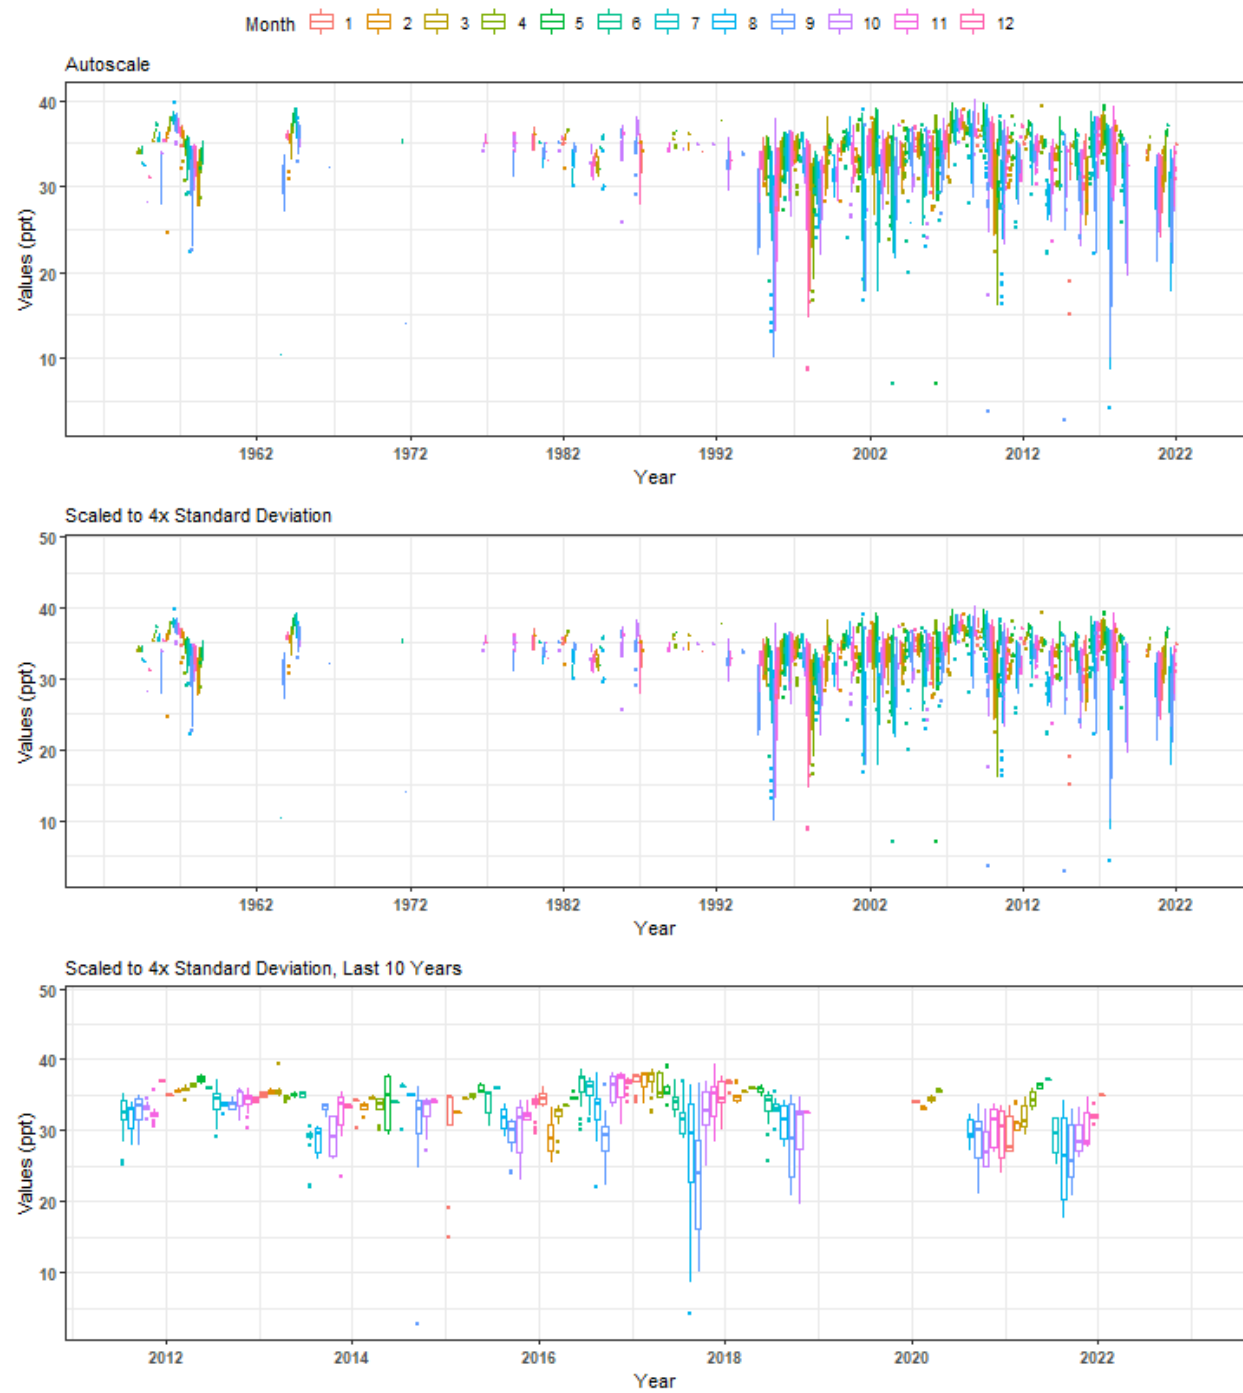 Month 1 2 3 4 5 6 7 8 9 10 11 12
Autoscale
Values (ppt)
40
30
20
10
1962 1972 1982 1992 2002 2012 2022
Year
Scaled to 4x Standard Deviation
Values (ppt)
50
40
30
20
10
1962 1972 1982 1992 2002 2012 2022
Year
Scaled to 4x Standard Deviation, Last 10 Years
Values (ppt)
50
40
30
20
10
2012 2014 2016 2018 2020 2022
Year